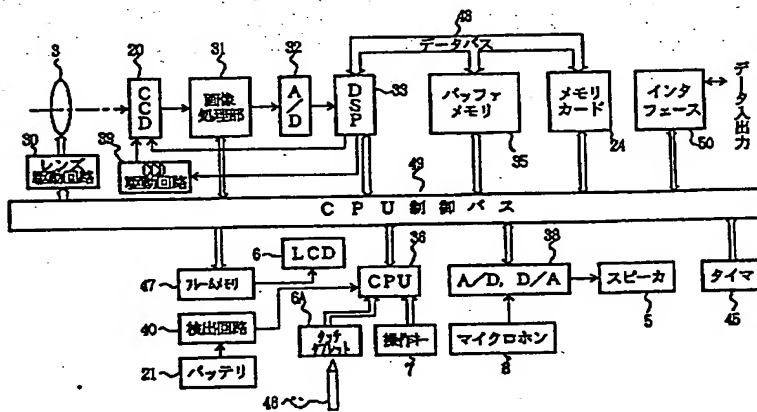 3
20
31
32
48
データバス
CCD
画像
処理部
A/D
DSP
33
バッファ
メモリ
35
メモリ
カード
24
インタ
フェース
50
データ入出力
30
レンズ
駆動回路
39
CCD
駆動回路
49
CPU制御バス
47
フレームメモリ
6
LCD
36
CPU
38
A/D, D/A
スピーカ
5
タイマ
45
40
検出回路
6A
タッチ
タブレット
操作キー
7
マイクロホン
8
21
バッテリ
48 ペン